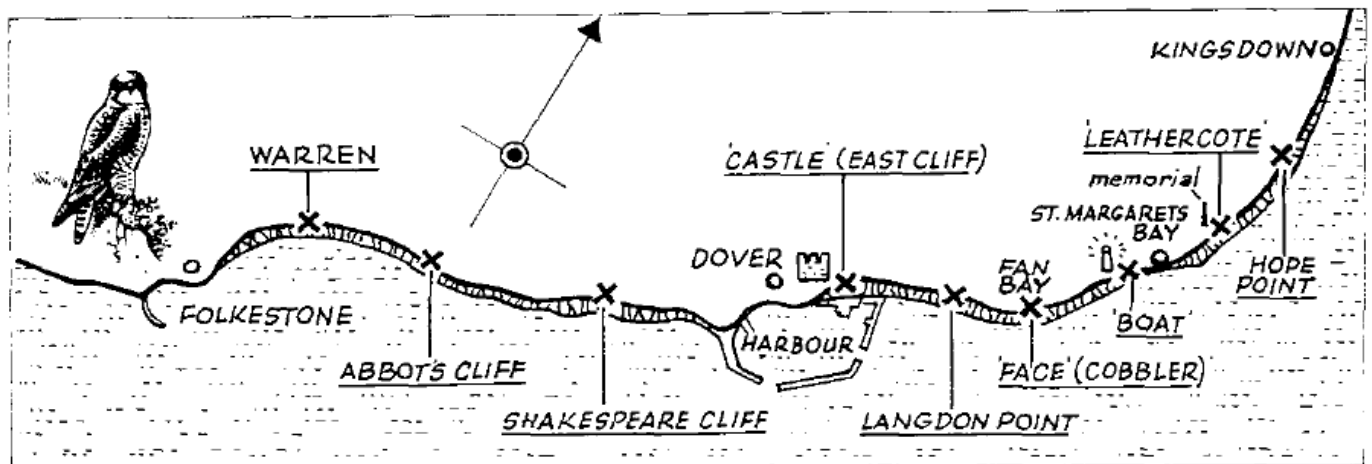 KINGSDOWN
WARREN
'CASTLE' (EAST CLIFF)
'LEATHERCOTE'
memorial
ST. MARGARETS
BAY
DOVER
FAN
BAY
HOPE
POINT
FOLKESTONE
HARBOUR
'BOAT'
ABBOT'S CLIFF
'FACE' (COBBLER)
SHAKESPEARE CLIFF
LANGDON POINT